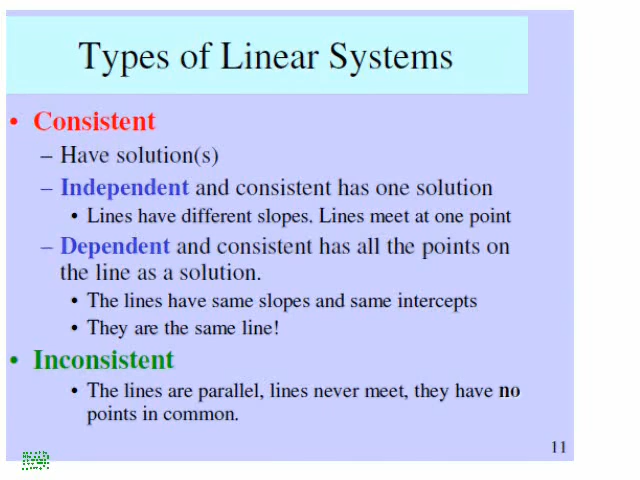 Types of Linear Systems
• Consistent
– Have solution(s)
– Independent and consistent has one solution
• Lines have different slopes. Lines meet at one point
– Dependent and consistent has all the points on
the line as a solution.
• The lines have same slopes and same intercepts
• They are the same line!
• Inconsistent
• The lines are parallel, lines never meet, they have no
points in common.
11